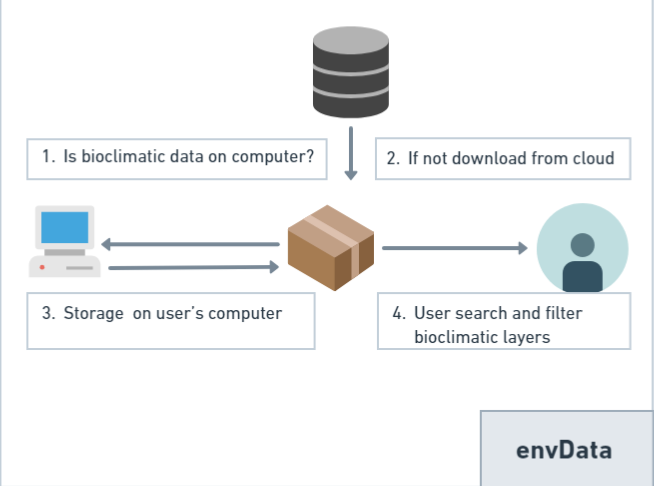 1. Is bioclimatic data on computer?
2. If not download from cloud
3. Storage on user's computer
4. User search and filter
bioclimatic layers
envData